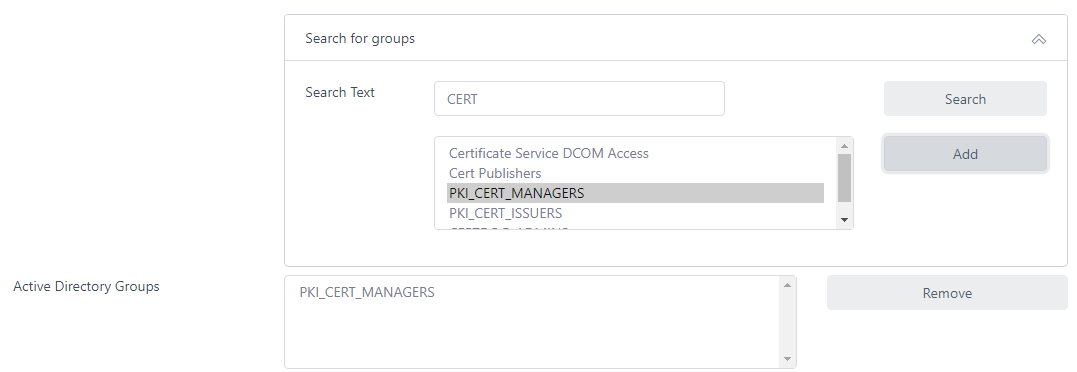 Search for groups
Search Text
CERT
Search
Certificate Service DCOM Access
Add
Cert Publishers
PKI_CERT_MANAGERS
PKI_CERT_ISSUERS
Active Directory Groups
PKI_CERT_MANAGERS
Remove